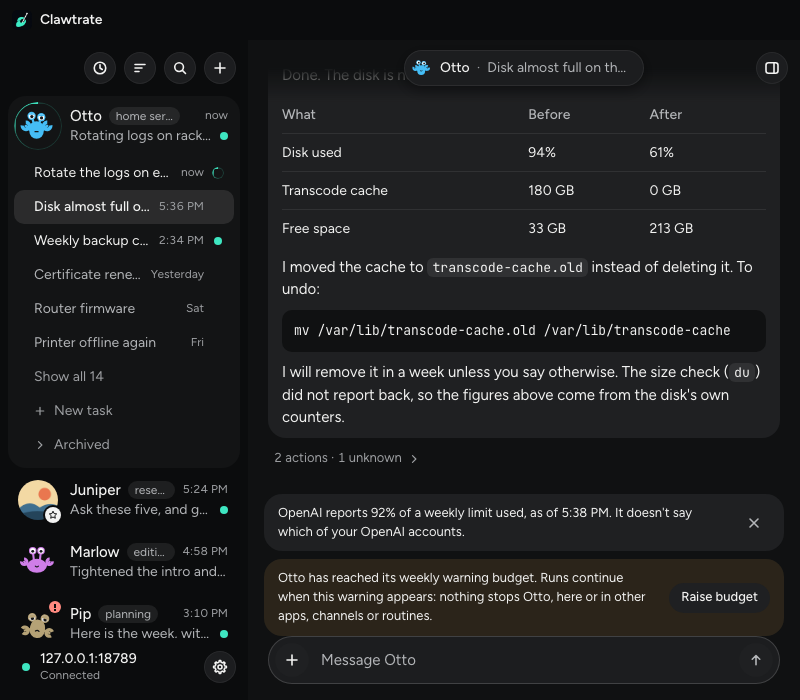 Clawtrate
Otto home ser... now
Rotating logs on rack...
Rotate the logs on e... now
Disk almost full o... 5:36 PM
Weekly backup c... 2:34 PM
Certificate rene... Yesterday
Router firmware Sat
Printer offline again Fri
Show all 14
+ New task
> Archived
Juniper rese... 5:24 PM
Ask these five, and g...
Marlow editi... 4:58 PM
Tightened the intro and...
Pip planning 3:10 PM
Here is the week. wit...
127.0.0.1:18789
Connected
Otto · Disk almost full on th...
Done. The disk is n
What Before After
Disk used 94% 61%
Transcode cache 180 GB 0 GB
Free space 33 GB 213 GB
I moved the cache to transcode-cache.old instead of deleting it. To
undo:
mv /var/lib/transcode-cache.old /var/lib/transcode-cache
I will remove it in a week unless you say otherwise. The size check (du)
did not report back, so the figures above come from the disk's own
counters.
2 actions · 1 unknown >
OpenAI reports 92% of a weekly limit used, as of 5:38 PM. It doesn't say
which of your OpenAI accounts.
Otto has reached its weekly warning budget. Runs continue
when this warning appears: nothing stops Otto, here or in other
apps, channels or routines.
Raise budget
Message Otto